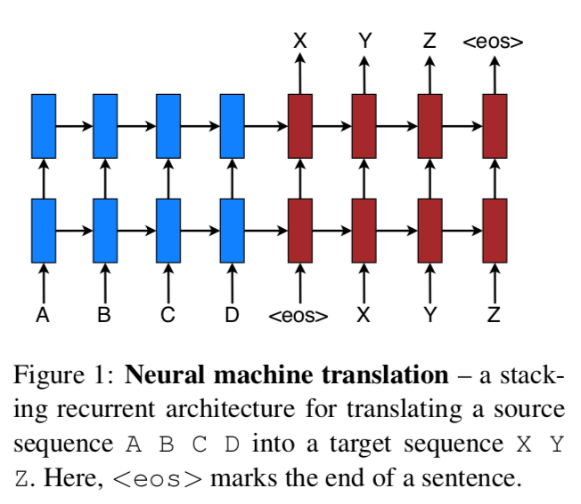 X Y Z <eos>
A B C D <eos> X Y Z
Figure 1: Neural machine translation – a stack-
ing recurrent architecture for translating a source
sequence A B C D into a target sequence X Y
Z. Here, <eos> marks the end of a sentence.